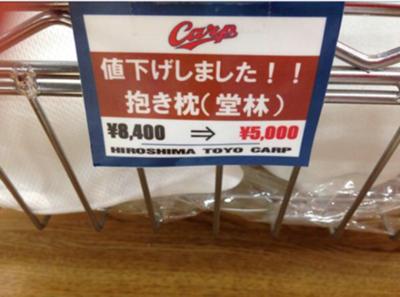 Carp
値下げしました！！
抱き枕（堂林）
¥8,400 ⇒ ¥5,000
HIROSHIMA TOYO CARP